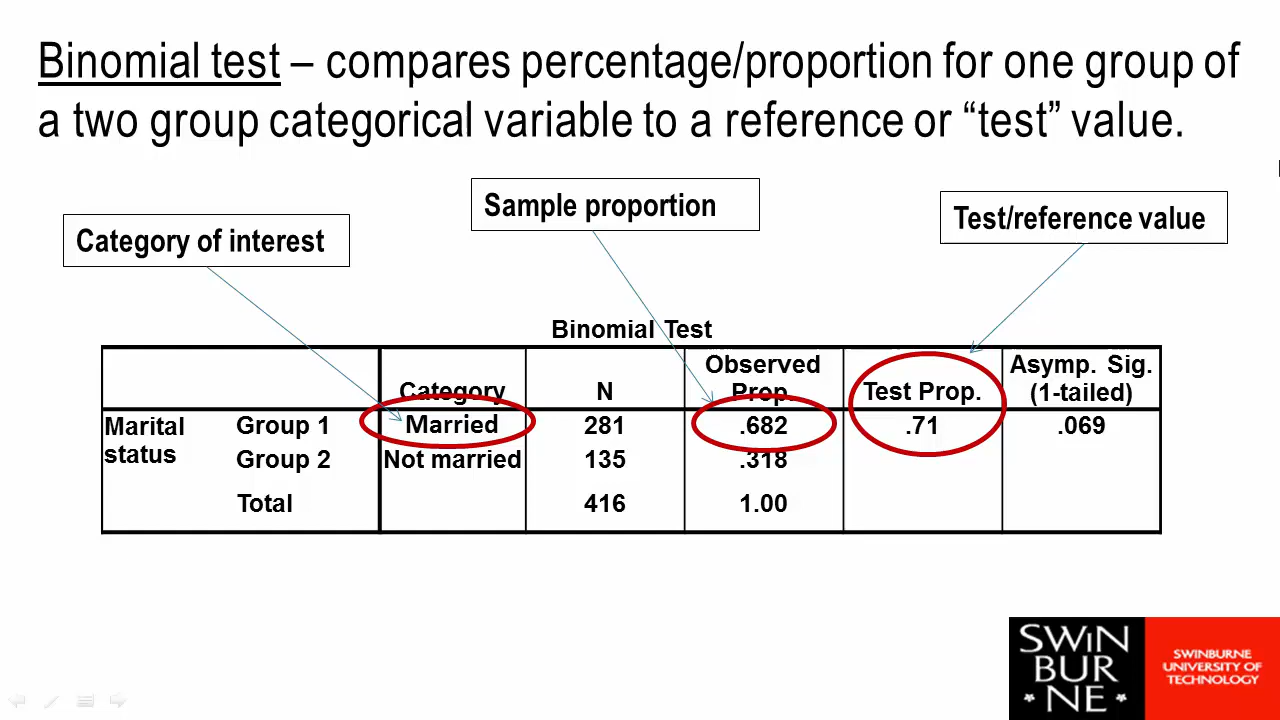 Binomial test – compares percentage/proportion for one group of
a two group categorical variable to a reference or “test” value.
Sample proportion
Test/reference value
Category of interest
Binomial Test
Category N Observed Prop. Test Prop. Asymp. Sig. (1-tailed)
Marital status Group 1 Married 281 .682 .71 .069
Group 2 Not married 135 .318
Total 416 1.00
SWIN
BUR
NE
SWINBURNE
UNIVERSITY OF
TECHNOLOGY